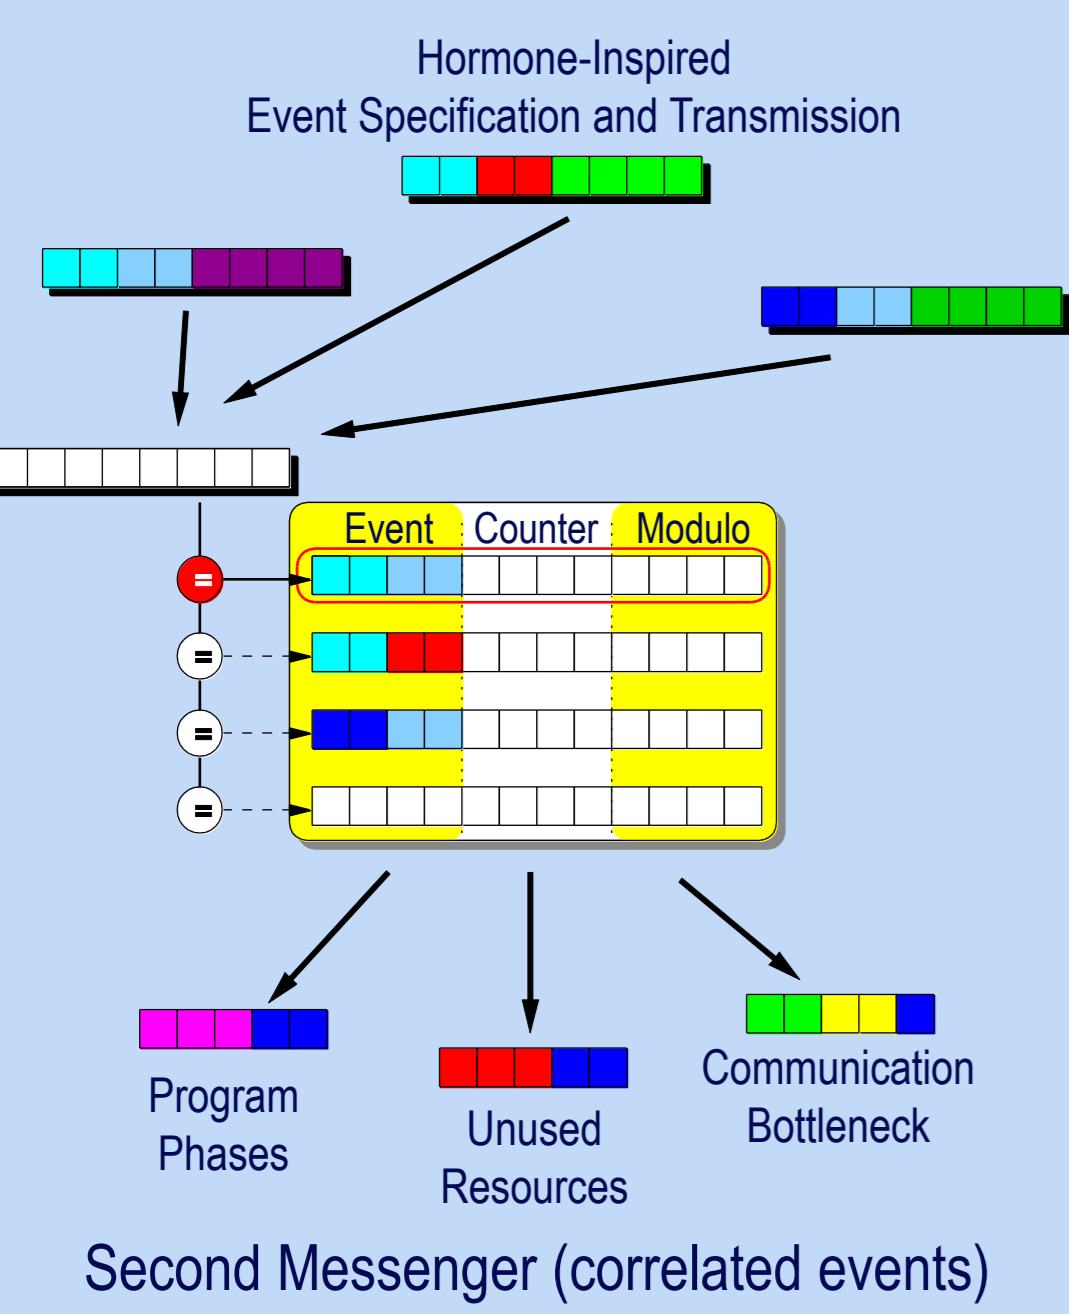 Hormone-Inspired
Event Specification and Transmission
Event Counter Modulo
=
=
=
=
Program
Phases
Unused
Resources
Communication
Bottleneck
Second Messenger (correlated events)